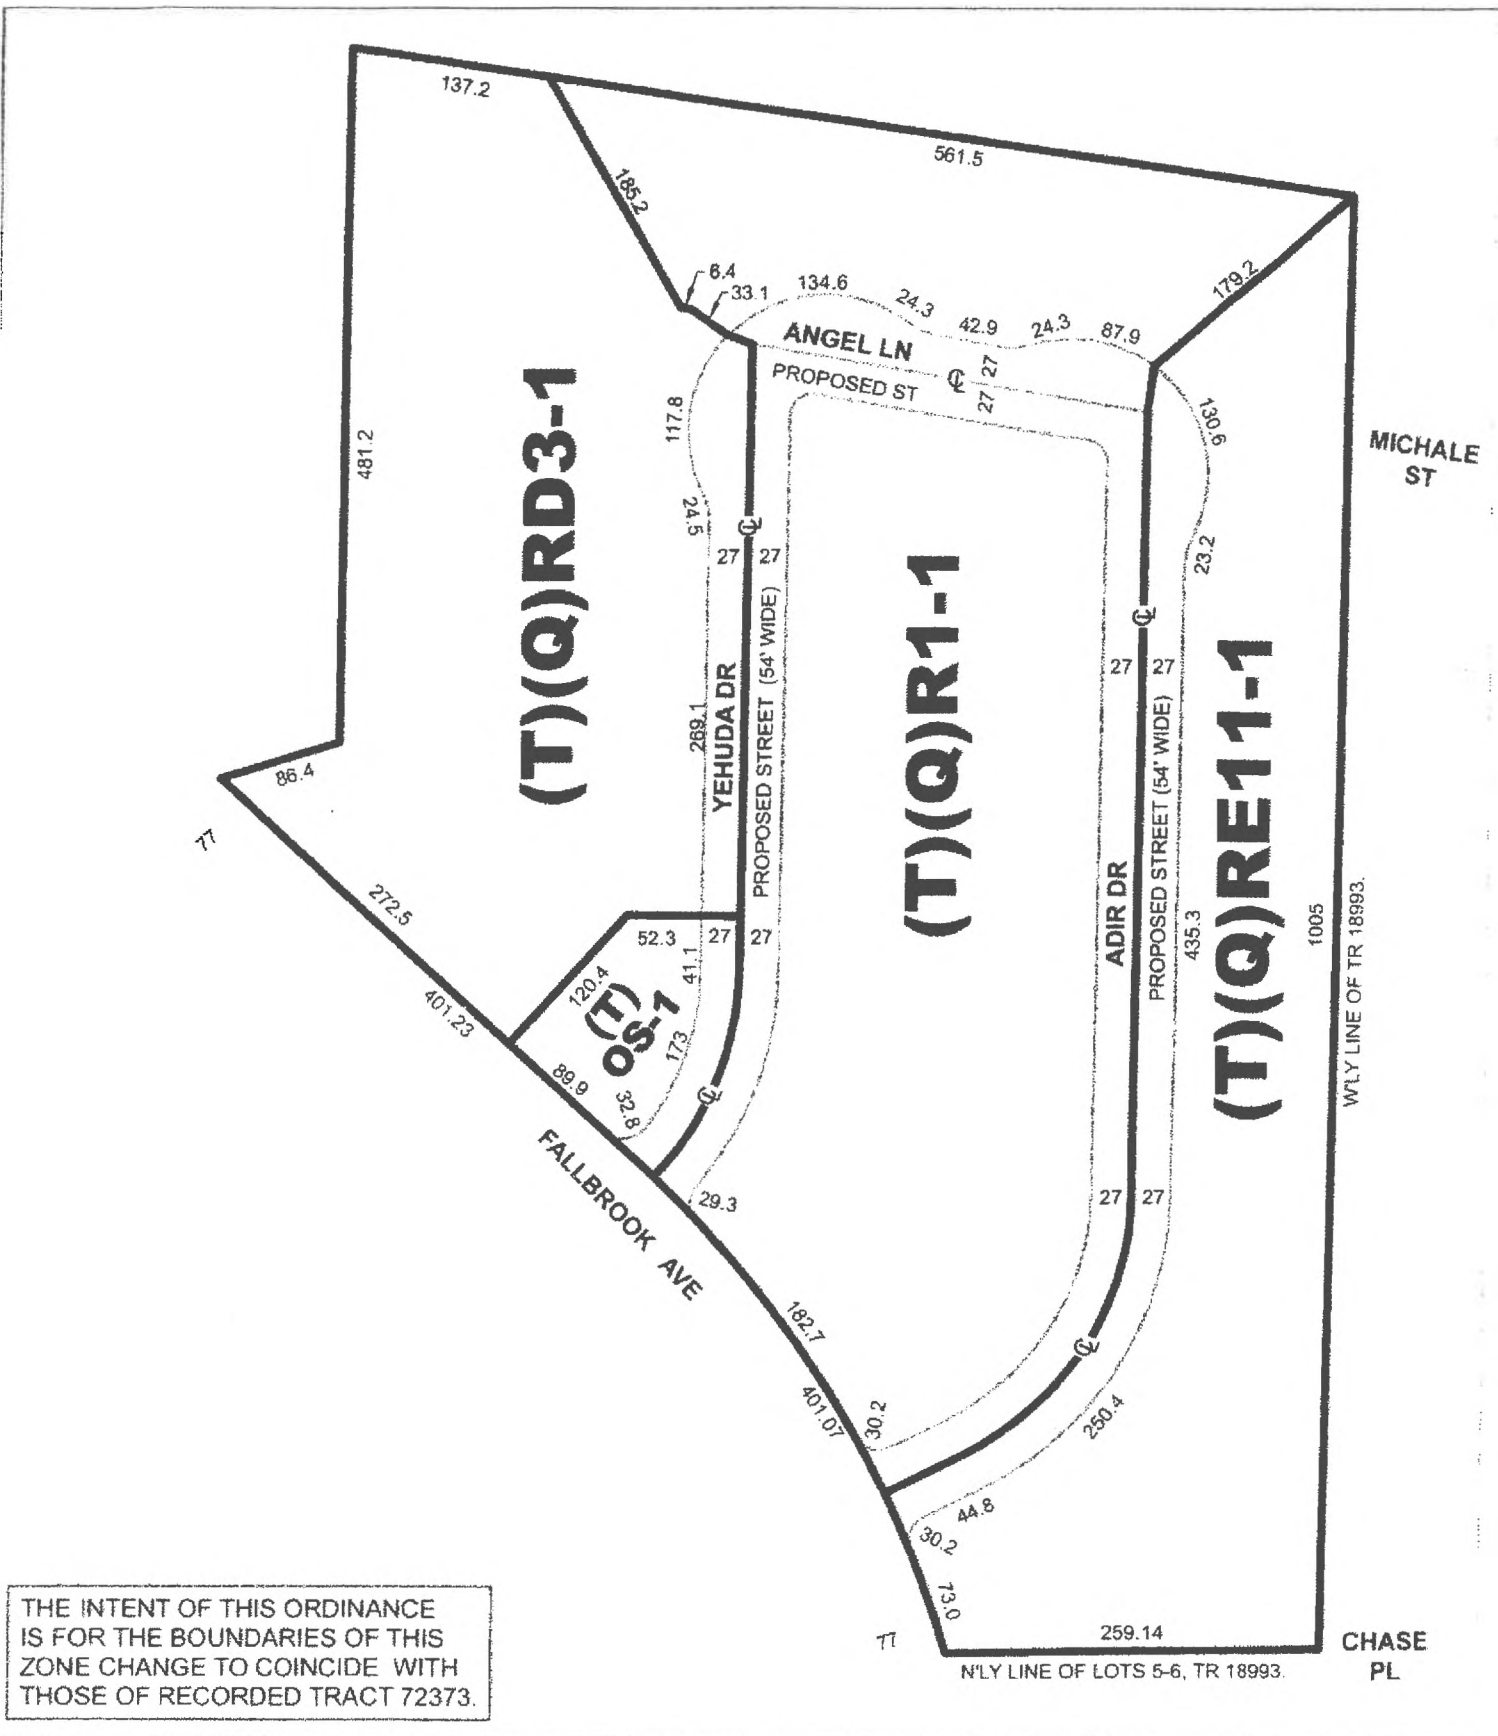 137.2
561.5
185.2
179.2
6.4
33.1
134.6
24.3
42.9
24.3
87.9
ANGEL LN
27
℄
PROPOSED ST
27
130.6
117.8
481.2
MICHALE
ST
(T)(Q)RD3-1
24.5
℄
27
27
23.2
(T)(Q)R1-1
℄
27
27
269.1
YEHUDA DR
PROPOSED STREET (54' WIDE)
86.4
77
(T)(Q)RE111-1
ADIR DR
PROPOSED STREET (54' WIDE)
435.3
1005
W'LY LINE OF TR 18993.
272.5
52.3
27
27
41.1
120.4
(T)
OS-1
401.23
173
89.9
32.8
℄
FALLBROOK AVE
29.3
27
27
182.7
℄
401.07
30.2
250.4
44.8
30.2
73.0
77
259.14
N'LY LINE OF LOTS 5-6, TR 18993.
CHASE
PL
THE INTENT OF THIS ORDINANCE
IS FOR THE BOUNDARIES OF THIS
ZONE CHANGE TO COINCIDE WITH
THOSE OF RECORDED TRACT 72373.